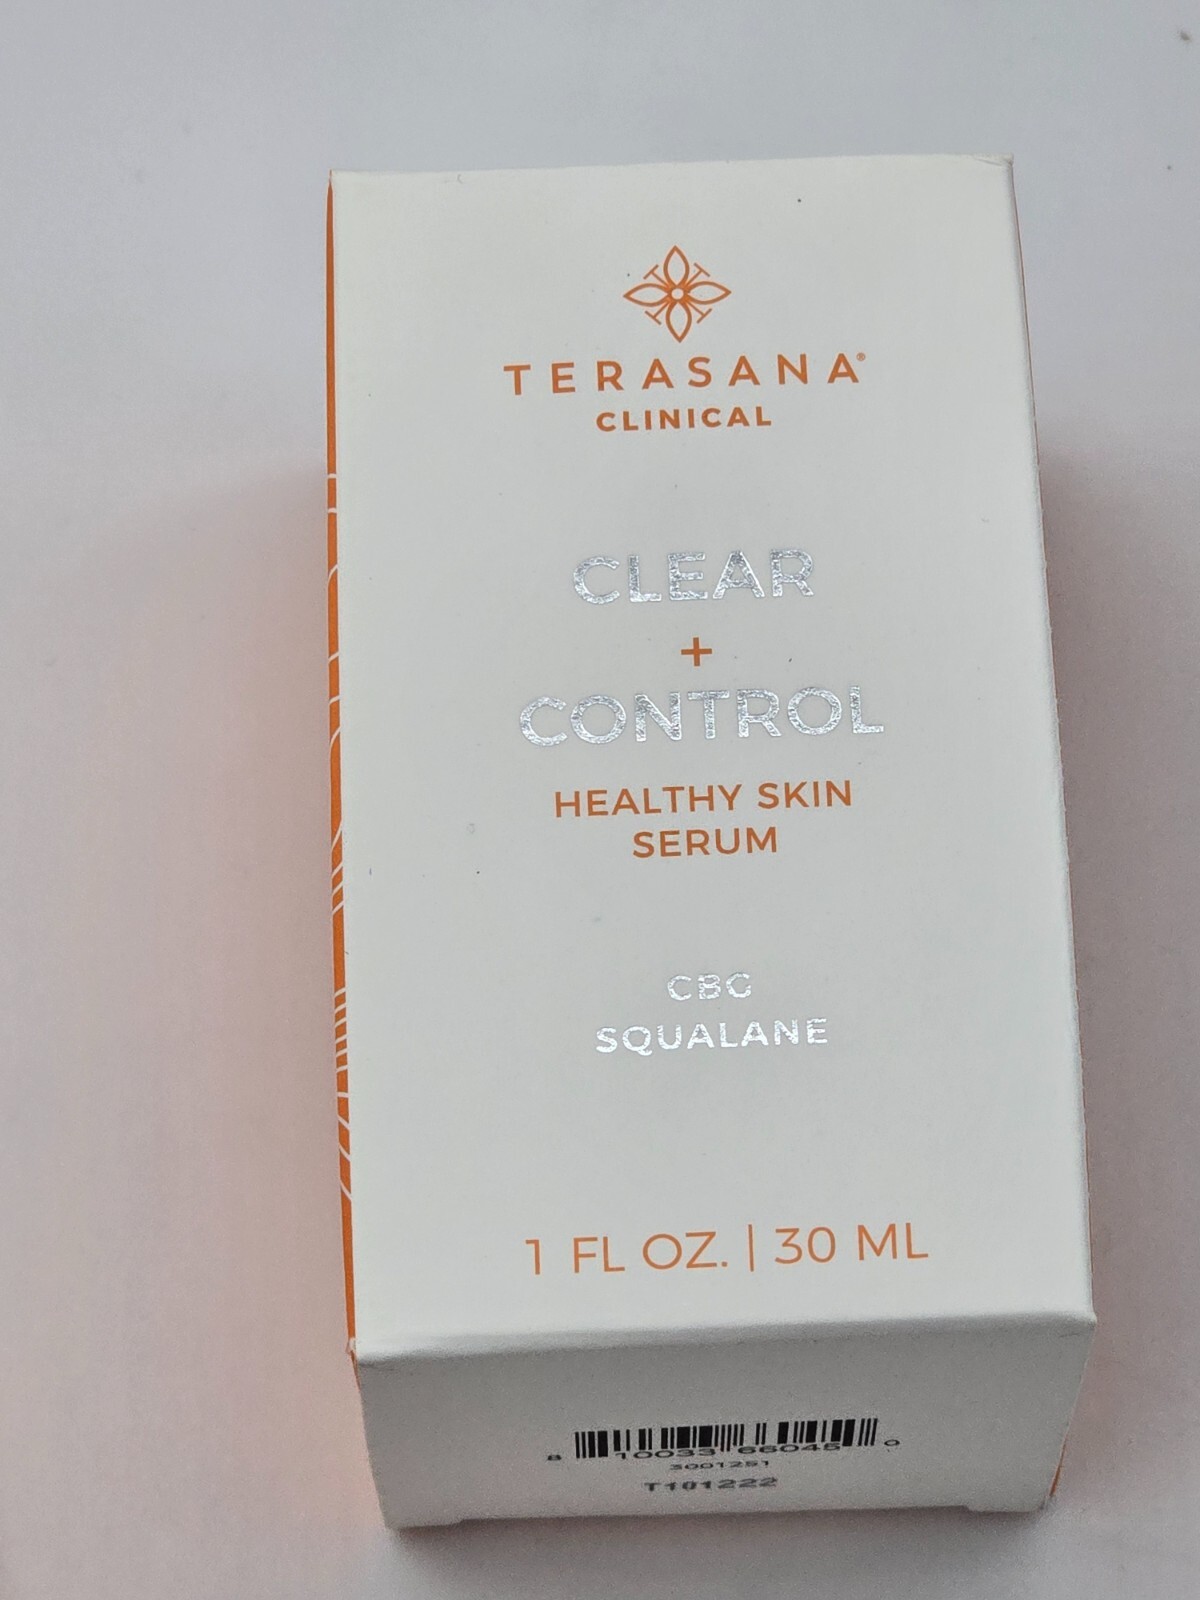 TERASANA®
CLINICAL
CLEAR
+
CONTROL
HEALTHY SKIN
SERUM
CBG
SQUALANE
1 FL OZ. | 30 ML
8 10033 66045 0
3001251
T101222